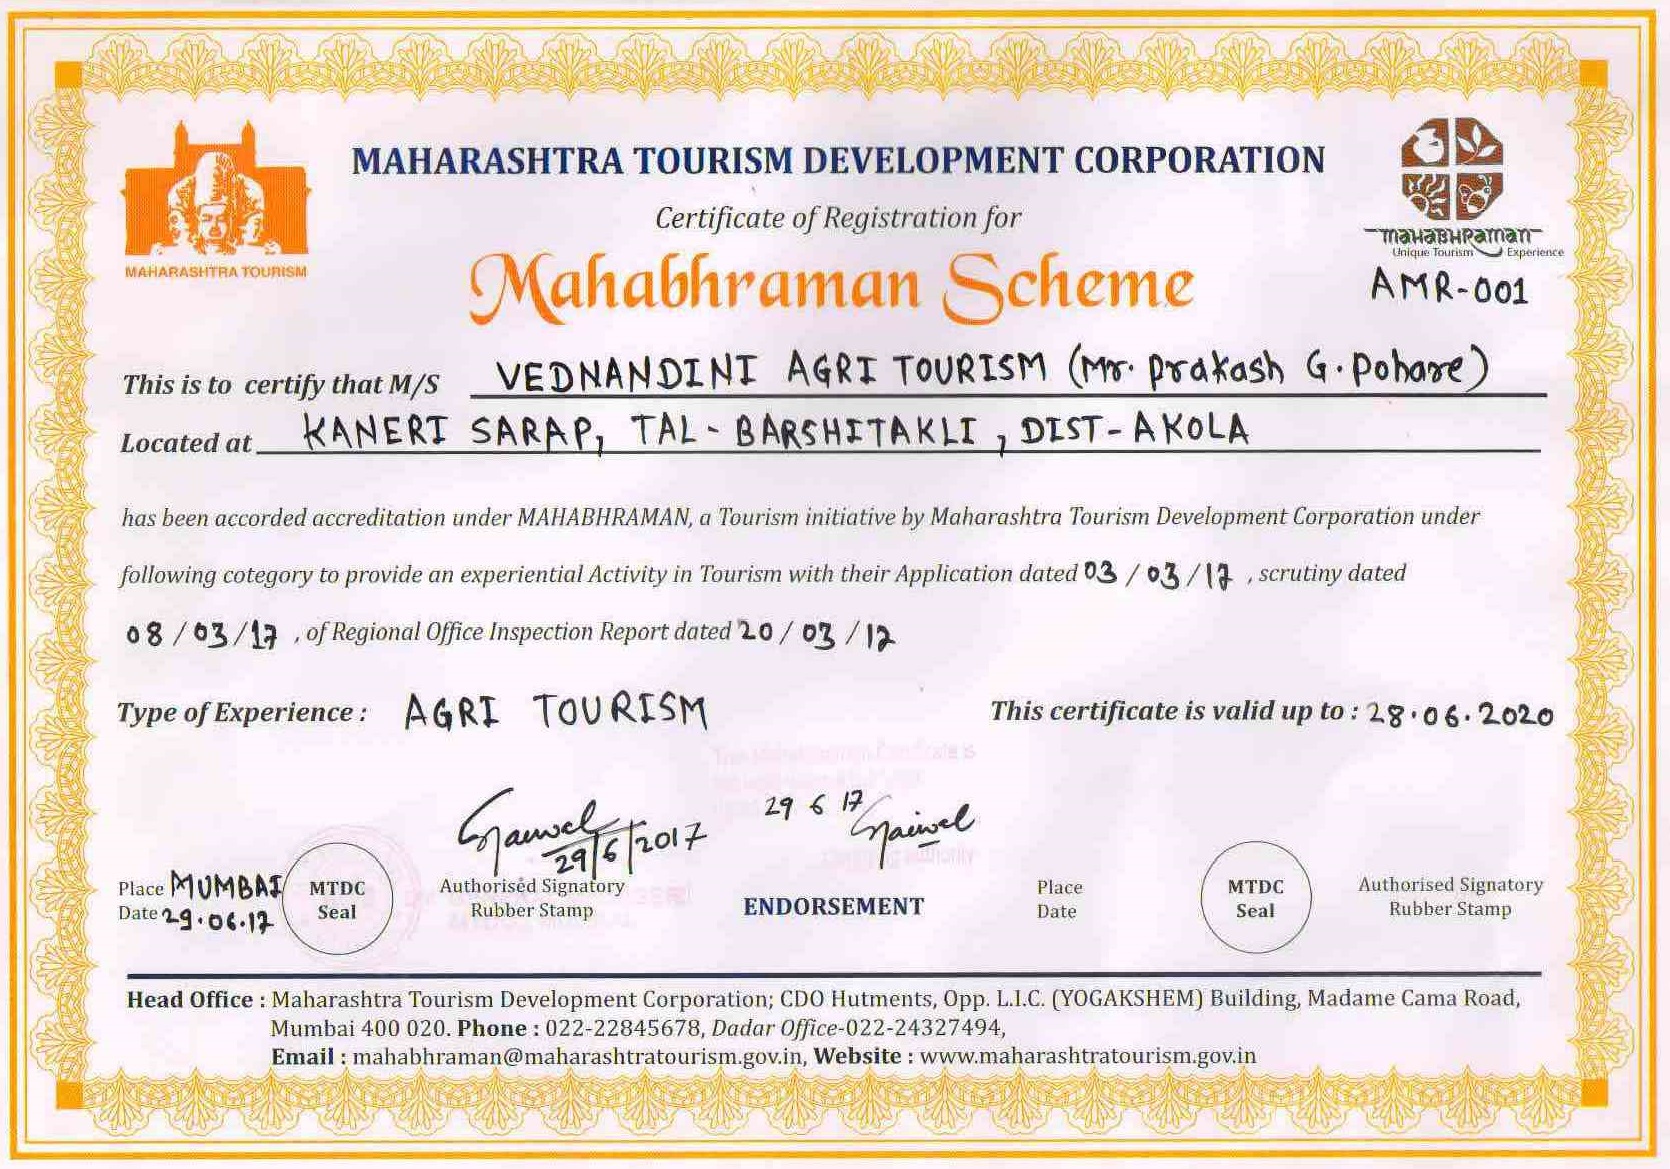 MAHARASHTRA TOURISM DEVELOPMENT CORPORATION
Certificate of Registration for
Mahabhraman Scheme
MAHARASHTRA TOURISM
maHaBHRaman
Unique Tourism Experience
AMR-001
This is to certify that M/S VEDNANDINI AGRI TOURISM (Mr. Prakash G. Pohare)
Located at KANERI SARAP, TAL-BARSHITAKLI, DIST-AKOLA
has been accorded accreditation under MAHABHRAMAN, a Tourism initiative by Maharashtra Tourism Development Corporation under
following cotegory to provide an experiential Activity in Tourism with their Application dated 03/03/17, scrutiny dated
08/03/17, of Regional Office Inspection Report dated 20/03/17
Type of Experience : AGRI TOURISM
This certificate is valid up to : 28.06.2020
29/6/2017
29 6 17
Place MUMBAI
Date 29.06.17
MTDC
Seal
Authorised Signatory
Rubber Stamp
ENDORSEMENT
Place
Date
MTDC
Seal
Authorised Signatory
Rubber Stamp
Head Office : Maharashtra Tourism Development Corporation; CDO Hutments, Opp. L.I.C. (YOGAKSHEM) Building, Madame Cama Road,
Mumbai 400 020. Phone : 022-22845678, Dadar Office-022-24327494,
Email : mahabhraman@maharashtratourism.gov.in, Website : www.maharashtratourism.gov.in